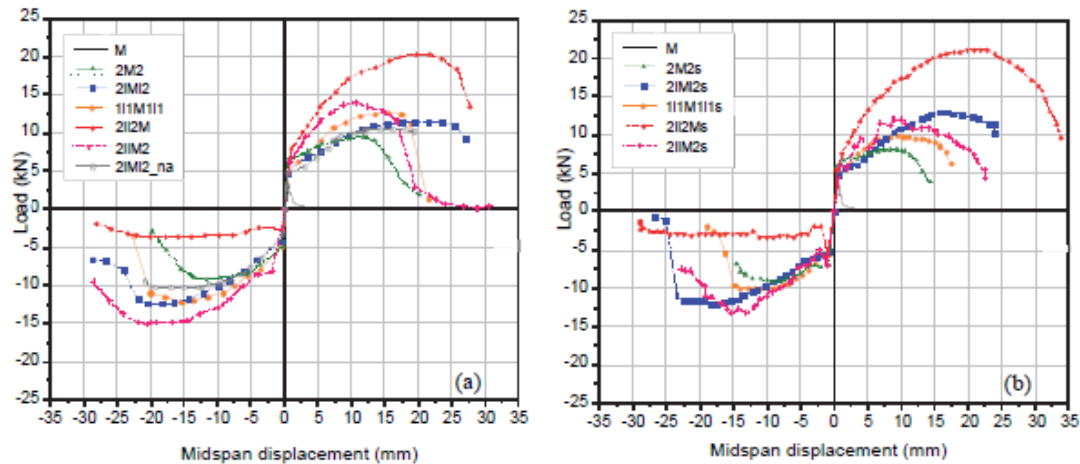 25
20
15
10
5
0
-5
-10
-15
-20
-25
Load (kN)
M
2M2
2IMI2
1I1M1I1
2II2M
2IIM2
2IMI2_na
(a)
-35 -30 -25 -20 -15 -10 -5 0 5 10 15 20 25 30 35
Midspan displacement (mm)
25
20
15
10
5
0
-5
-10
-15
-20
-25
Load (kN)
M
2M2s
2IMI2s
1I1M1I1s
2II2Ms
2IIM2s
(b)
-35 -30 -25 -20 -15 -10 -5 0 5 10 15 20 25 30 35
Midspan displacement (mm)